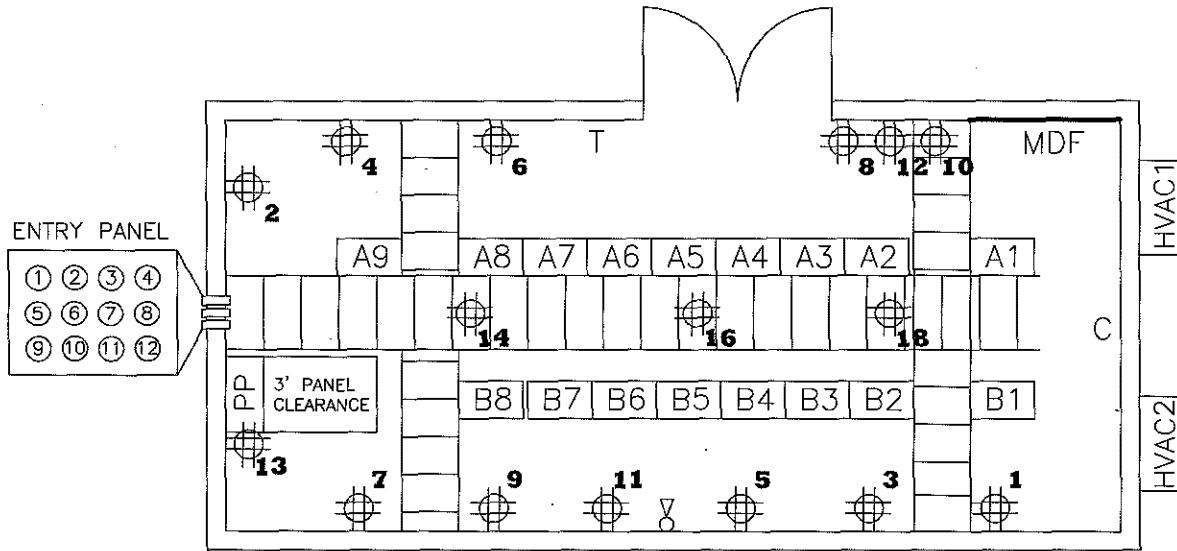 T
MDF
4
6
8
12
10
2
HVAC1
ENTRY PANEL
1 2 3 4
5 6 7 8
9 10 11 12
A9 A8 A7 A6 A5 A4 A3 A2 A1
14
16
18
C
PP
3' PANEL
CLEARANCE
B8 B7 B6 B5 B4 B3 B2 B1
HVAC2
13
7
9
11
5
3
1